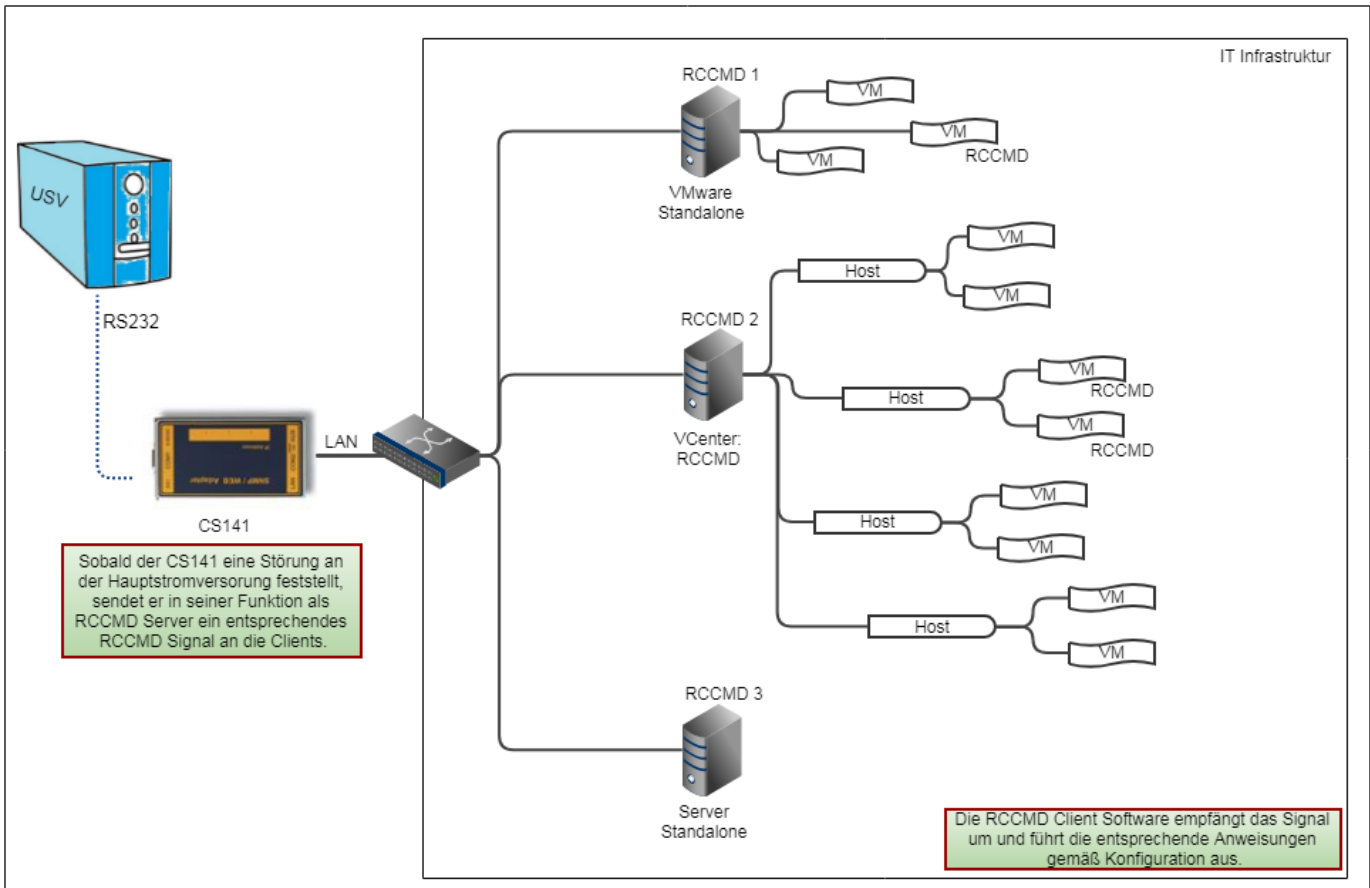 IT Infrastruktur
RCCMD 1
VM
VM
RCCMD
VM
VMware
Standalone
USV
RS232
RCCMD 2
Host
VM
VM
Host
VM
RCCMD
VM
RCCMD
VCenter:
RCCMD
LAN
SNMP / WEB Adapter
CS141
Host
VM
VM
Sobald der CS141 eine Störung an
der Hauptstromversorung feststellt,
sendet er in seiner Funktion als
RCCMD Server ein entsprechendes
RCCMD Signal an die Clients.
Host
VM
VM
RCCMD 3
Server
Standalone
Die RCCMD Client Software empfängt das Signal
um und führt die entsprechende Anweisungen
gemäß Konfiguration aus.